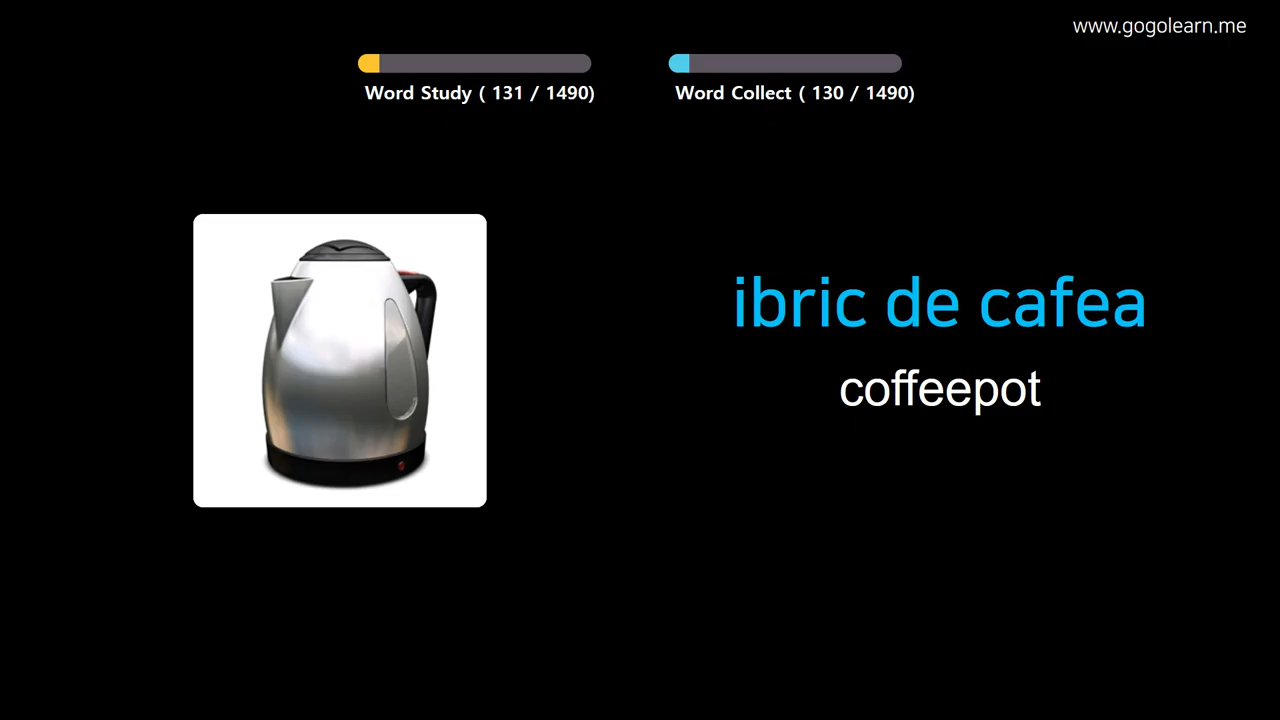 www.gogolearn.me
Word Study ( 131 / 1490)
Word Collect ( 130 / 1490)
ibric de cafea
coffeepot